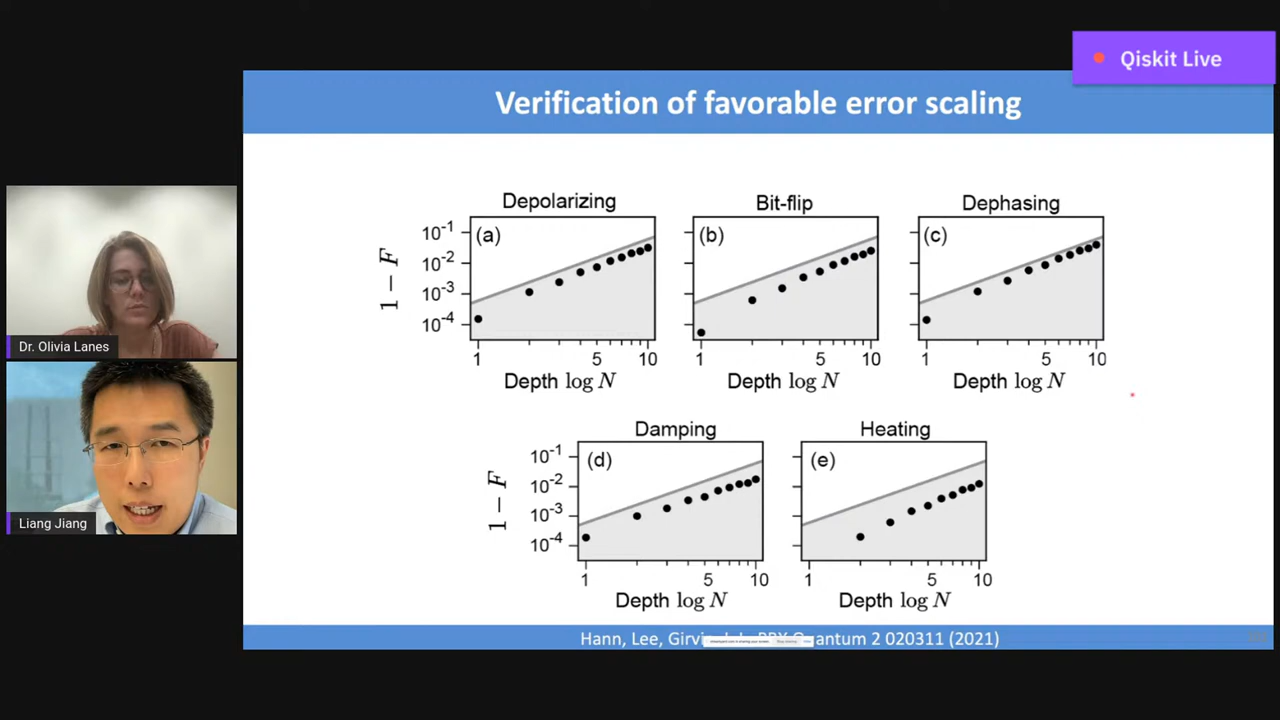 Qiskit Live
Verification of favorable error scaling
Depolarizing
Bit-flip
Dephasing
(a)
(b)
(c)
10^-1
10^-2
10^-3
10^-4
1 − F
1 5 10
1 5 10
1 5 10
Depth log N
Depth log N
Depth log N
Dr. Olivia Lanes
Damping
Heating
(d)
(e)
10^-1
10^-2
10^-3
10^-4
1 − F
1 5 10
1 5 10
Depth log N
Depth log N
Liang Jiang
Hann, Lee, Girvin, Quantum 2 020311 (2021)